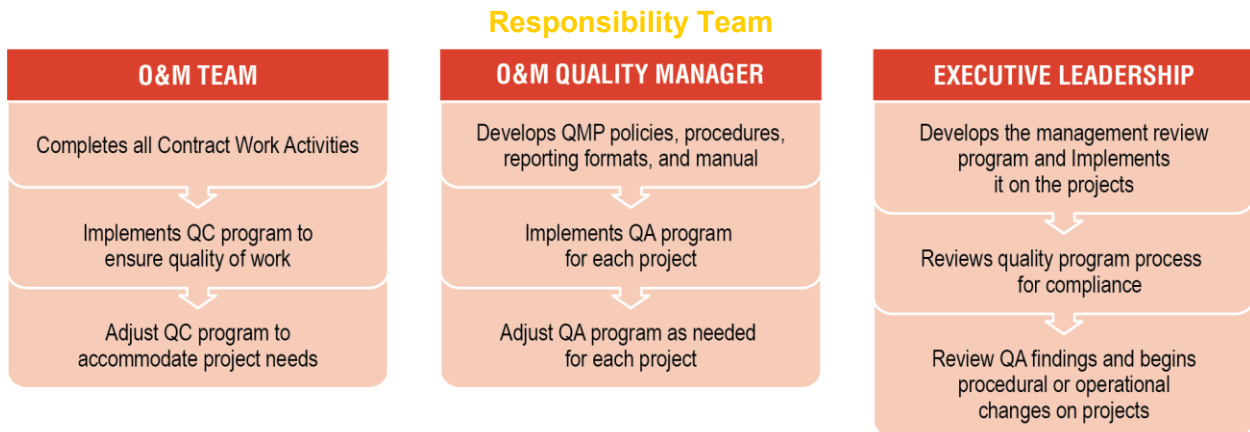 Responsibility Team
O&M TEAM
Completes all Contract Work Activities
Implements QC program to
ensure quality of work
Adjust QC program to
accommodate project needs
O&M QUALITY MANAGER
Develops QMP policies, procedures,
reporting formats, and manual
Implements QA program
for each project
Adjust QA program as needed
for each project
EXECUTIVE LEADERSHIP
Develops the management review
program and Implements
it on the projects
Reviews quality program process
for compliance
Review QA findings and begins
procedural or operational
changes on projects